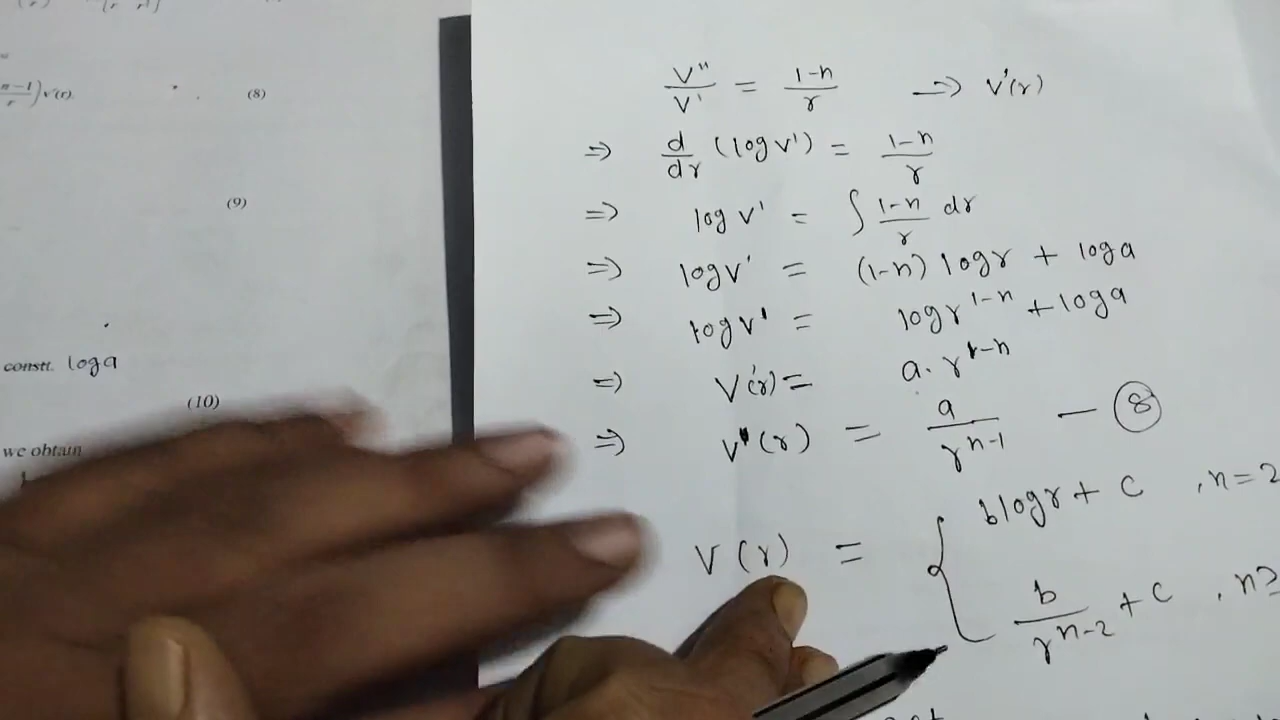 (8)
(9)
constt. log a
(10)
we obtain
V''/V' = 1-n/r => V'(r)
=> d/dr (log V') = 1-n/r
=> log V' = ∫ 1-n/r dr
=> log V' = (1-n) log r + log a
=> log V' = log r^{1-n} + log a
=> V'(r) = a. r^{1-n}
=> V'(r) = a/r^{n-1} — ⑧
V(r) = { b log r + c , n=2
b/r^{n-2} + c , n≥